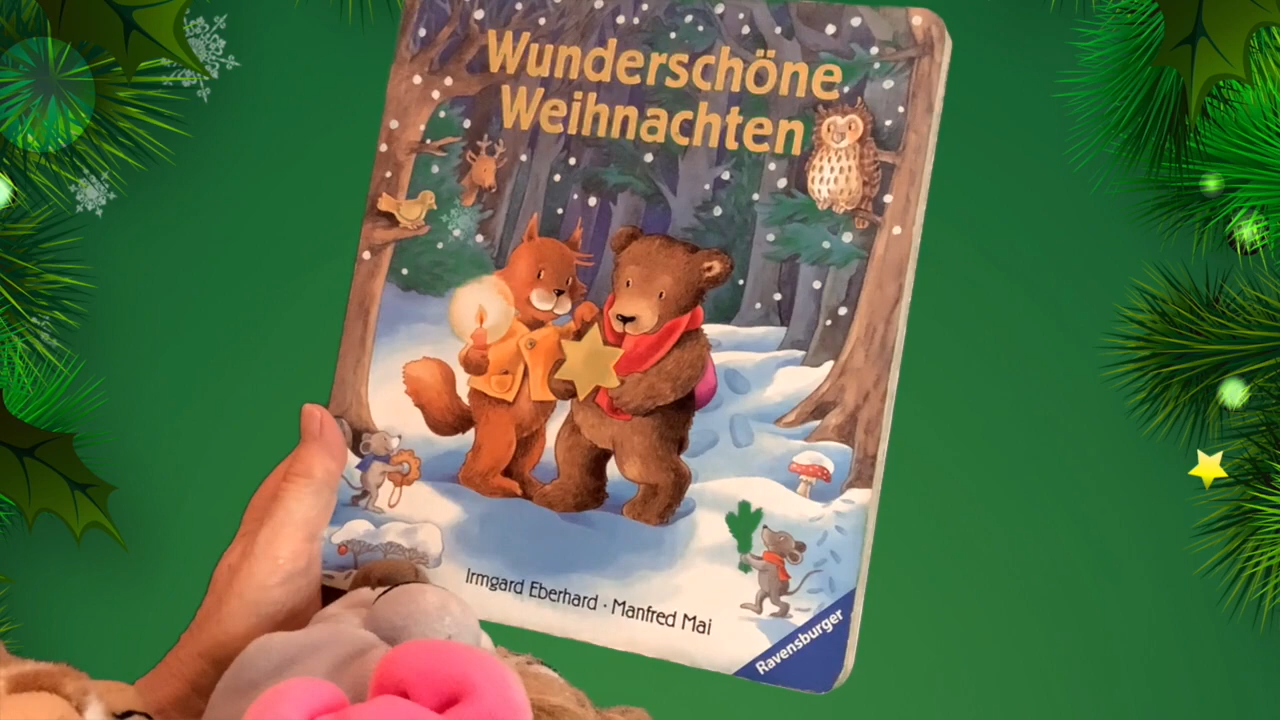 Wunderschöne
Weihnachten
Irmgard Eberhard · Manfred Mai
Ravensburger